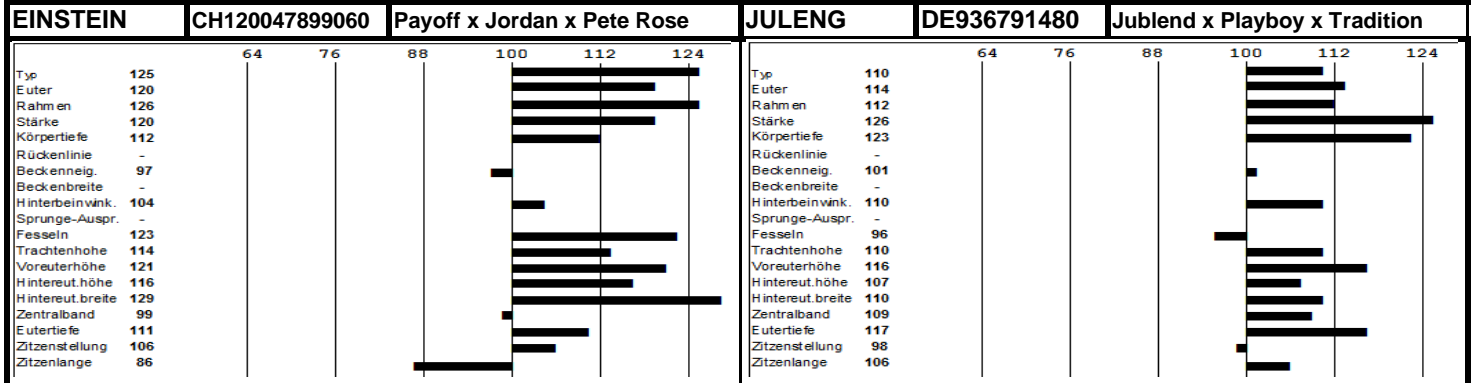 EINSTEIN CH120047899060 Payoff x Jordan x Pete Rose
64 76 88 100 112 124
Typ 125
Euter 120
Rahmen 126
Stärke 120
Körpertiefe 112
Rückenlinie -
Beckenneig. 97
Beckenbreite -
Hinterbeinwink. 104
Sprunge-Auspr. -
Fesseln 123
Trachtenhohe 114
Voreuterhöhe 121
Hintereut.höhe 116
Hintereut.breite 129
Zentralband 99
Eutertiefe 111
Zitzenstellung 106
Zitzenlange 86
JULENG DE936791480 Jublend x Playboy x Tradition
64 76 88 100 112 124
Typ 110
Euter 114
Rahmen 112
Stärke 126
Körpertiefe 123
Rückenlinie -
Beckenneig. 101
Beckenbreite -
Hinterbeinwink. 110
Sprunge-Auspr. -
Fesseln 96
Trachtenhohe 110
Voreuterhöhe 116
Hintereut.höhe 107
Hintereut.breite 110
Zentralband 109
Eutertiefe 117
Zitzenstellung 98
Zitzenlange 106